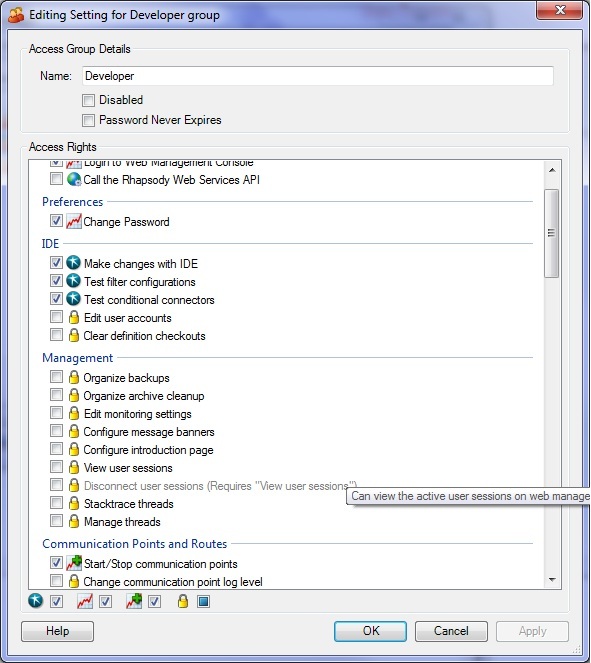 Editing Setting for Developer group
Access Group Details
Name: Developer
Disabled
Password Never Expires
Access Rights
Login to Web Management Console
Call the Rhapsody Web Services API
Preferences
Change Password
IDE
Make changes with IDE
Test filter configurations
Test conditional connectors
Edit user accounts
Clear definition checkouts
Management
Organize backups
Organize archive cleanup
Edit monitoring settings
Configure message banners
Configure introduction page
View user sessions
Disconnect user sessions (Requires "View user sessions")
Can view the active user sessions on web manage
Stacktrace threads
Manage threads
Communication Points and Routes
Start/Stop communication points
Change communication point log level
Help OK Cancel Apply